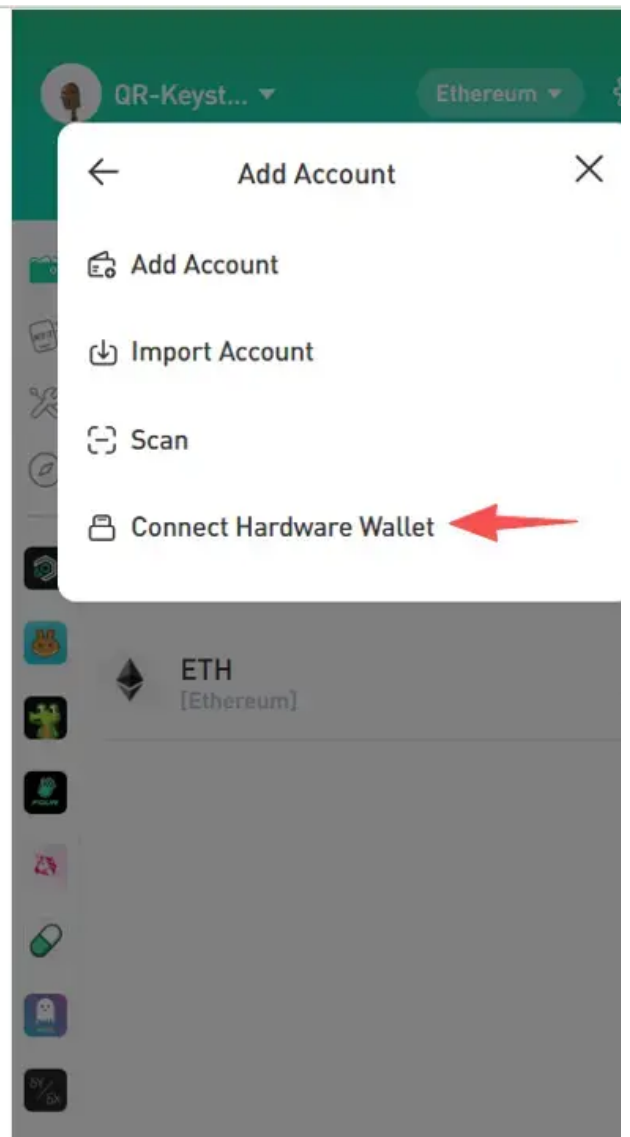 QR-Keyst...
Ethereum
Add Account
Add Account
Import Account
Scan
Connect Hardware Wallet
ETH
[Ethereum]